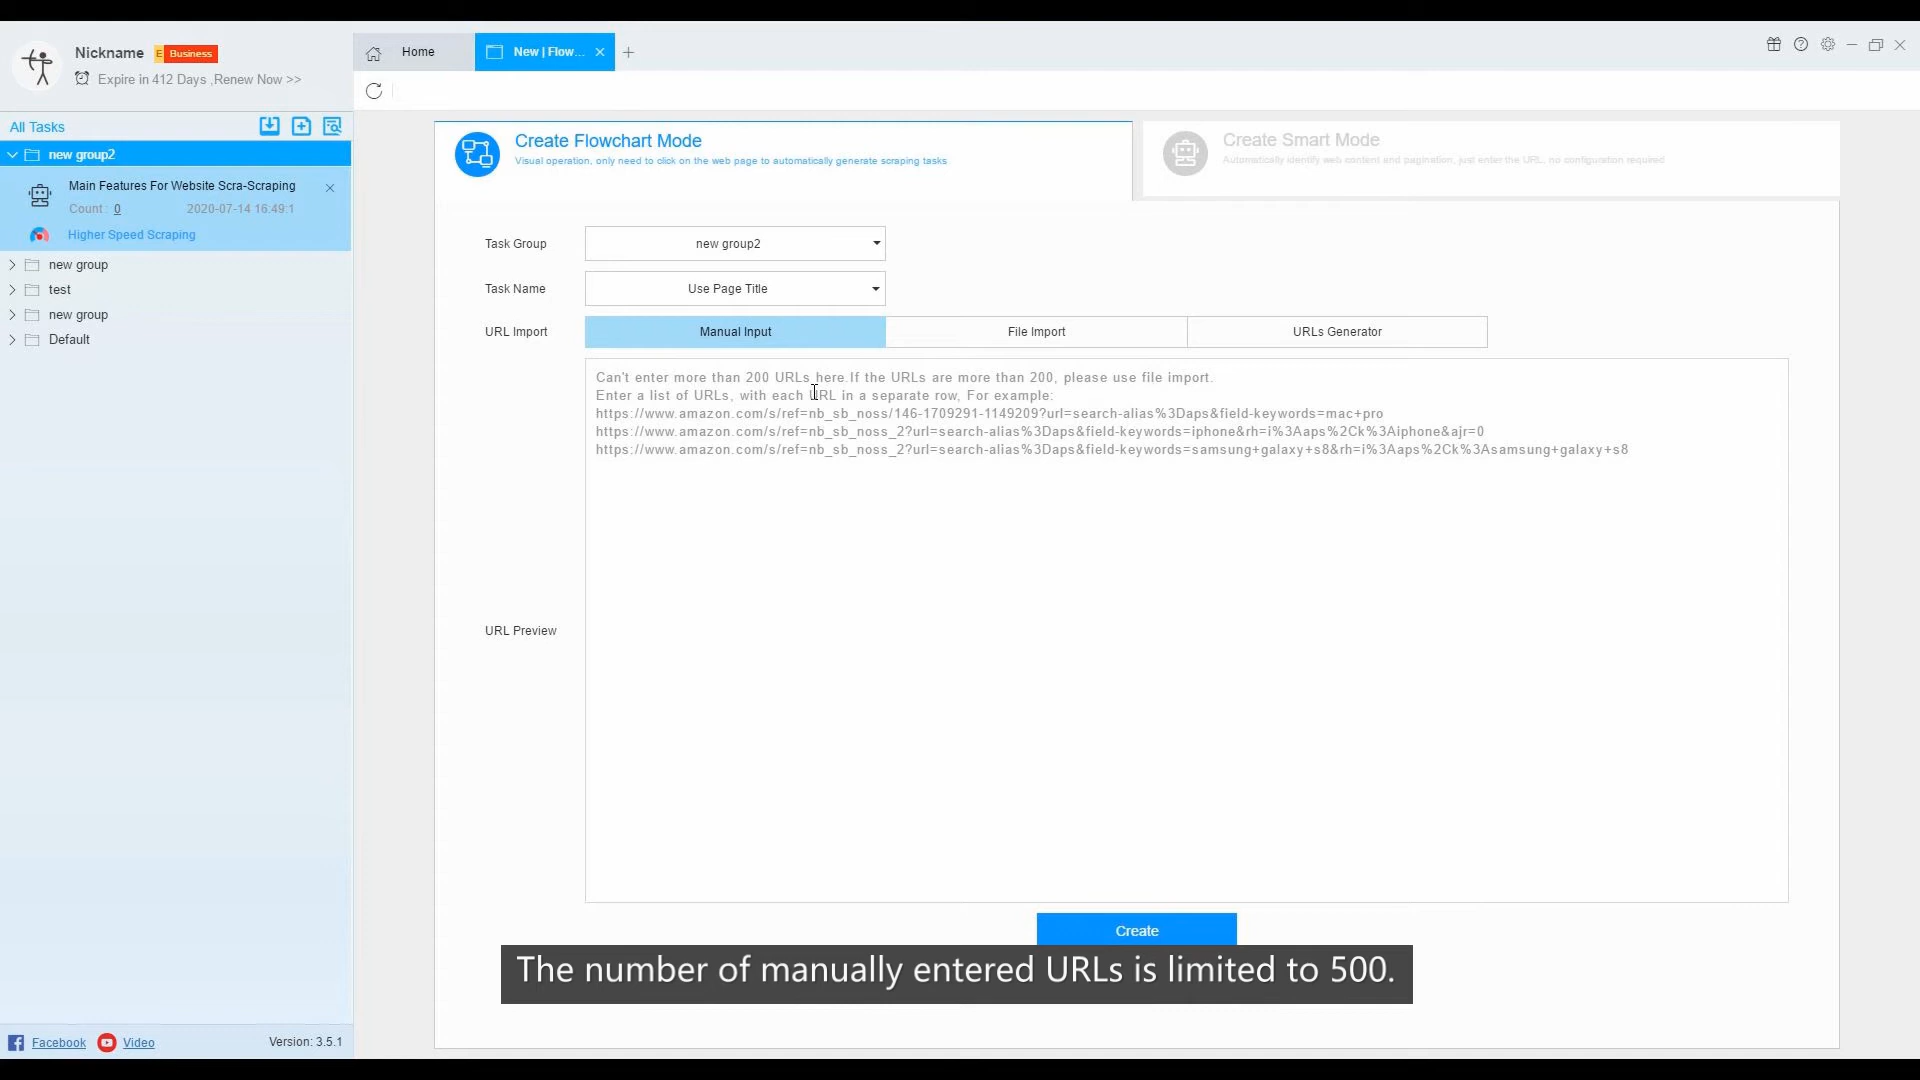 Nickname
E Business
Expire in 412 Days ,Renew Now >>
Home
New | Flow...
All Tasks
new group2
Main Features For Website Scra-Scraping
Count : 0
2020-07-14 16:49:1
Higher Speed Scraping
new group
test
new group
Default
Create Flowchart Mode
Visual operation, only need to click on the web page to automatically generate scraping tasks
Create Smart Mode
Automatically identify web content and pagination, just enter the URL, no configuration required
Task Group
new group2
Task Name
Use Page Title
URL Import
Manual Input
File Import
URLs Generator
Can't enter more than 200 URLs here.If the URLs are more than 200, please use file import.
Enter a list of URLs, with each URL in a separate row, For example:
https://www.amazon.com/s/ref=nb_sb_noss/146-1709291-1149209?url=search-alias%3Daps&field-keywords=mac+pro
https://www.amazon.com/s/ref=nb_sb_noss_2?url=search-alias%3Daps&field-keywords=iphone&rh=i%3Aaps%2Ck%3Aiphone&ajr=0
https://www.amazon.com/s/ref=nb_sb_noss_2?url=search-alias%3Daps&field-keywords=samsung+galaxy+s8&rh=i%3Aaps%2Ck%3Asamsung+galaxy+s8
URL Preview
Create
The number of manually entered URLs is limited to 500.
Facebook
Video
Version: 3.5.1